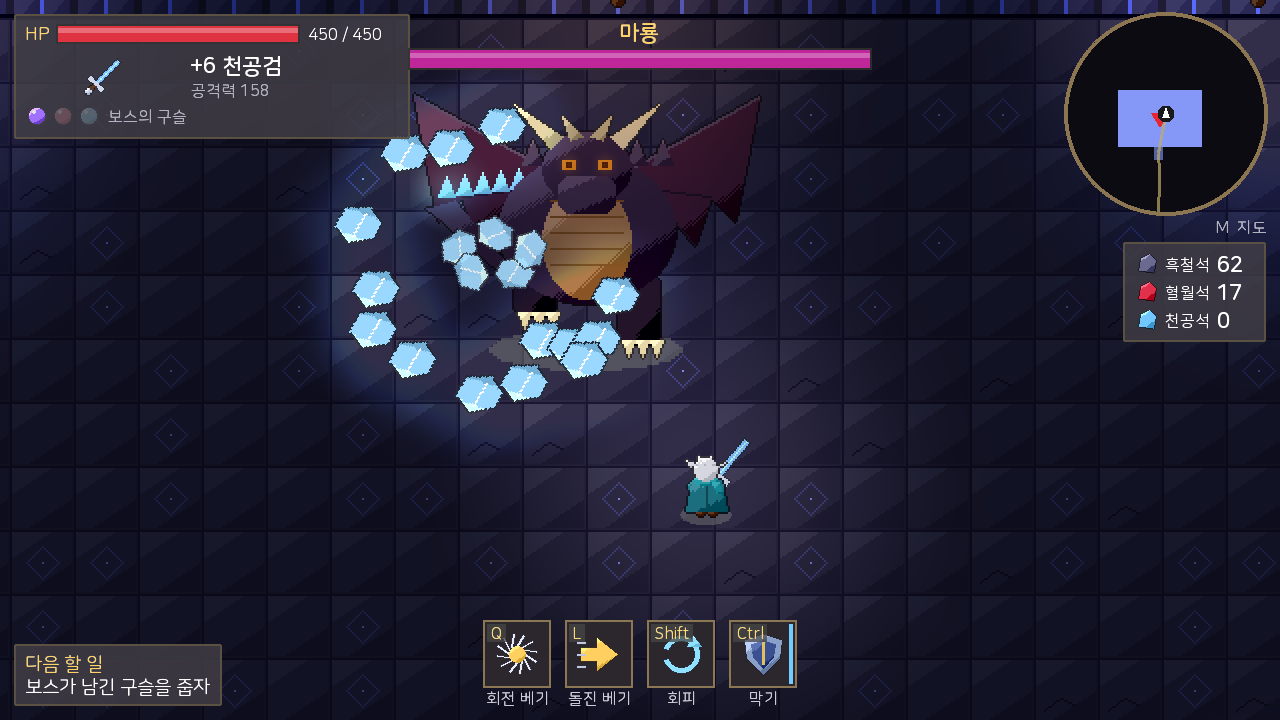 HP 450 / 450
+6 천공검
공격력 158
보스의 구슬
마룡
M 지도
흑철석 62
혈월석 17
천공석 0
다음 할 일
보스가 남긴 구슬을 줍자
Q L Shift Ctrl
회전 베기 돌진 베기 회피 막기